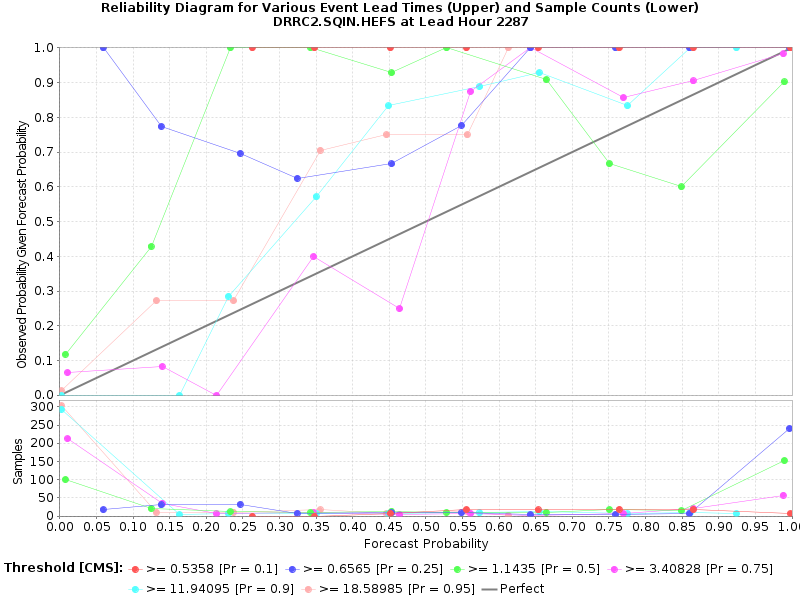 Reliability Diagram for Various Event Lead Times (Upper) and Sample Counts (Lower)
DRRC2.SQIN.HEFS at Lead Hour 2287
Observed Probability Given Forecast Probability
1.0
0.9
0.8
0.7
0.6
0.5
0.4
0.3
0.2
0.1
0.0
Samples
300
250
200
150
100
50
0
0.00 0.05 0.10 0.15 0.20 0.25 0.30 0.35 0.40 0.45 0.50 0.55 0.60 0.65 0.70 0.75 0.80 0.85 0.90 0.95 1.0
Forecast Probability
Threshold [CMS]: >= 0.5358 [Pr = 0.1] >= 0.6565 [Pr = 0.25] >= 1.1435 [Pr = 0.5] >= 3.40828 [Pr = 0.75]
>= 11.94095 [Pr = 0.9] >= 18.58985 [Pr = 0.95] Perfect